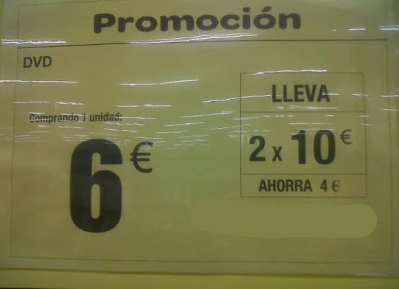 Promoción
DVD
Comprando 1 unidad:
6€
LLEVA
2 x 10€
AHORRA 4€